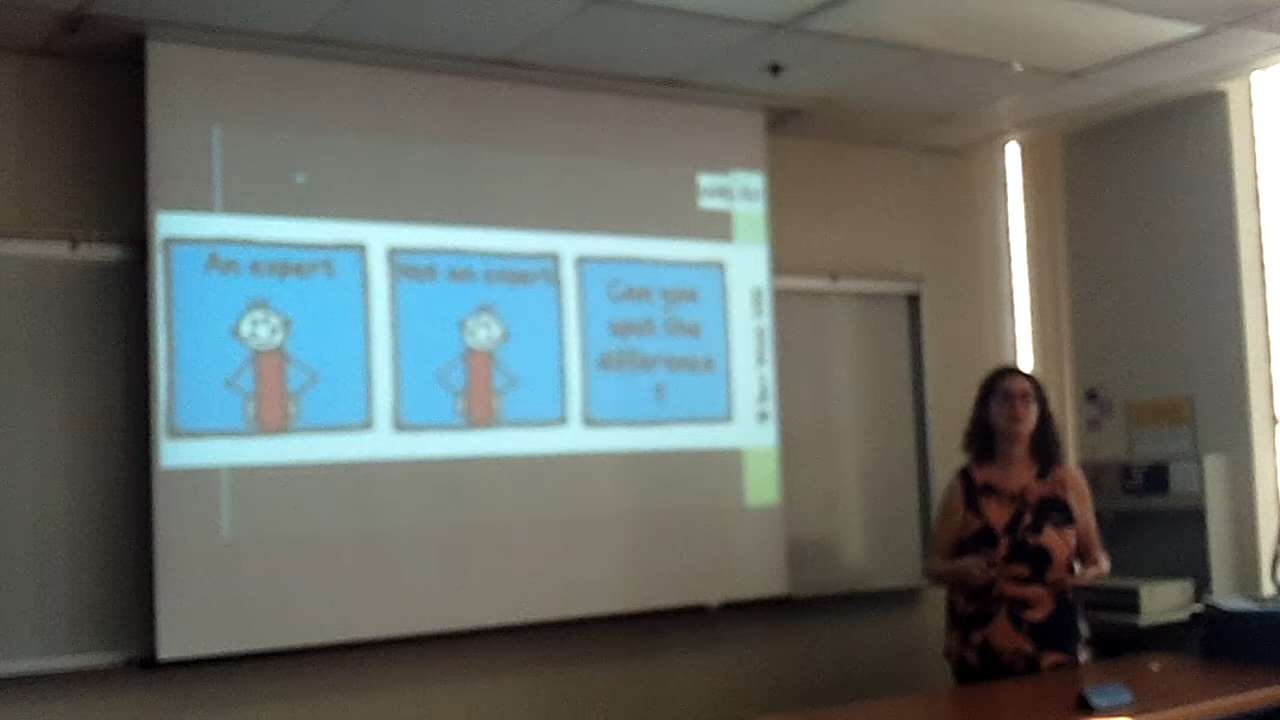 An expert
Not an expert
Can you
spot the
difference
?